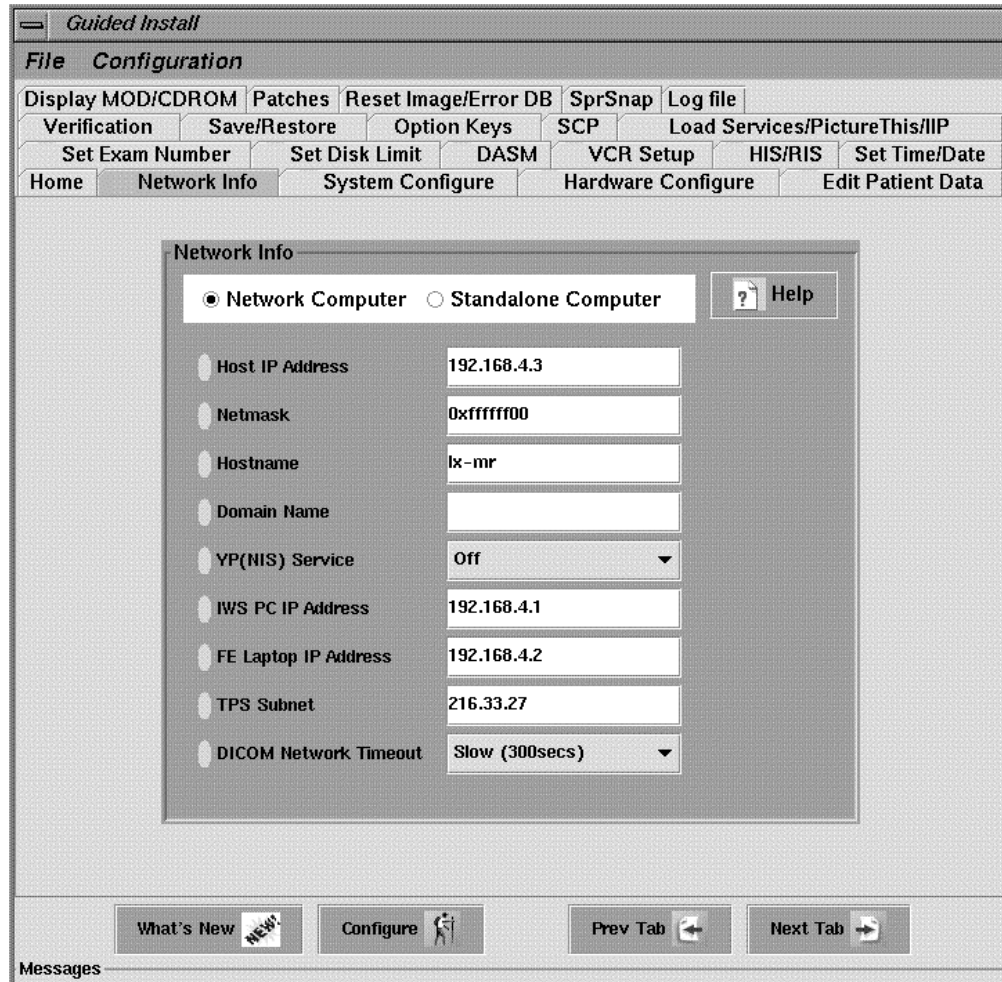 Guided Install
File Configuration
Display MOD/CDROM Patches Reset Image/Error DB SprSnap Log file
Verification Save/Restore Option Keys SCP Load Services/PictureThis/IIP
Set Exam Number Set Disk Limit DASM VCR Setup HIS/RIS Set Time/Date
Home Network Info System Configure Hardware Configure Edit Patient Data
Network Info
Network Computer Standalone Computer ? Help
Host IP Address 192.168.4.3
Netmask 0xffffff00
Hostname lx-mr
Domain Name
YP(NIS) Service Off
IWS PC IP Address 192.168.4.1
FE Laptop IP Address 192.168.4.2
TPS Subnet 216.33.27
DICOM Network Timeout Slow (300secs)
What's New NEW! Configure Prev Tab Next Tab
Messages